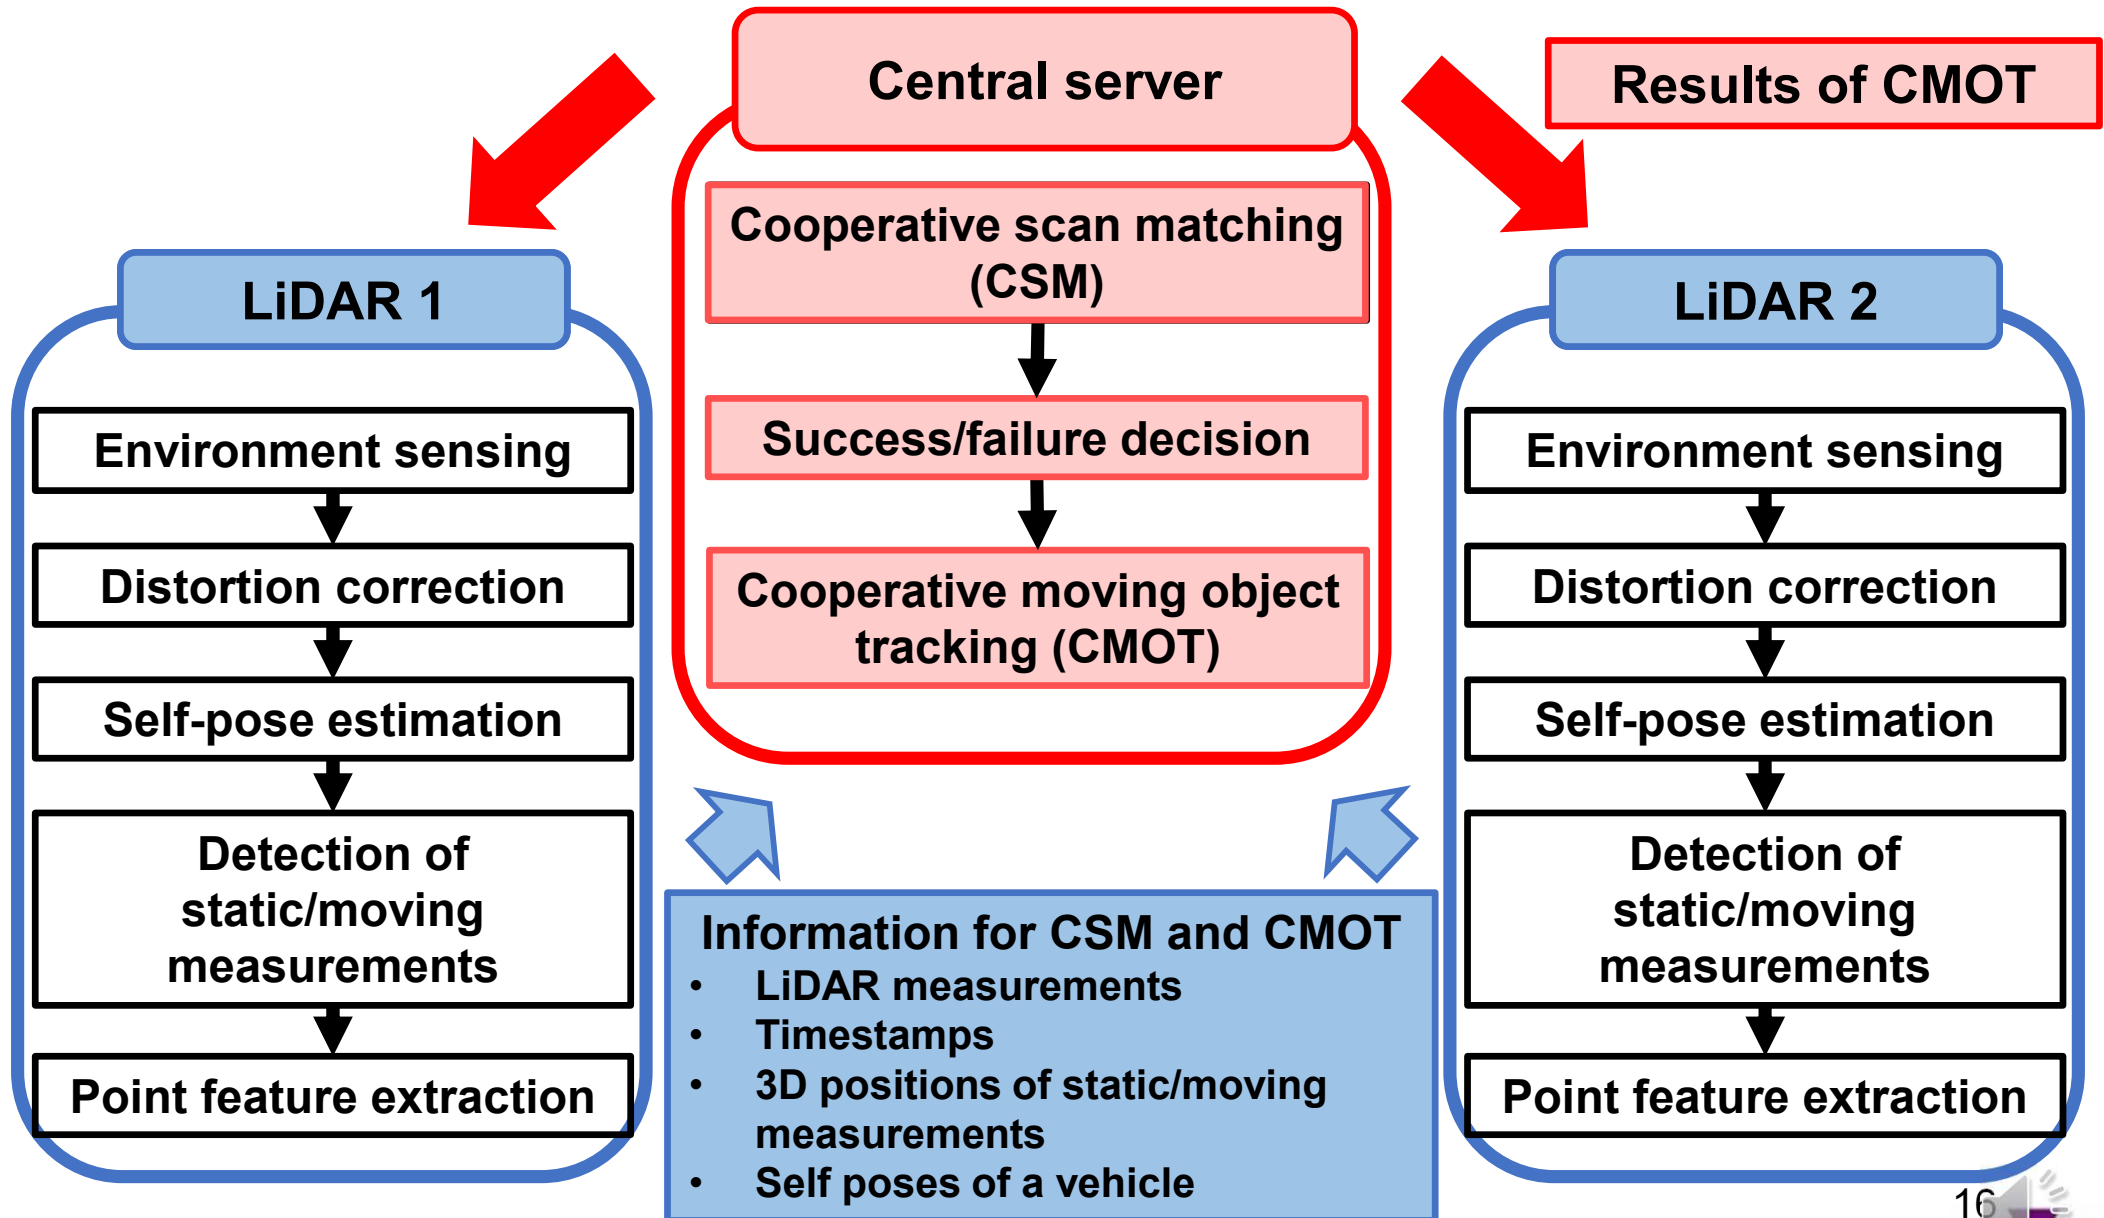 Central server
Results of CMOT
Cooperative scan matching
(CSM)
Success/failure decision
Cooperative moving object
tracking (CMOT)
LiDAR 1
Environment sensing
Distortion correction
Self-pose estimation
Detection of
static/moving
measurements
Point feature extraction
LiDAR 2
Environment sensing
Distortion correction
Self-pose estimation
Detection of
static/moving
measurements
Point feature extraction
Information for CSM and CMOT
• LiDAR measurements
• Timestamps
• 3D positions of static/moving
measurements
• Self poses of a vehicle
16